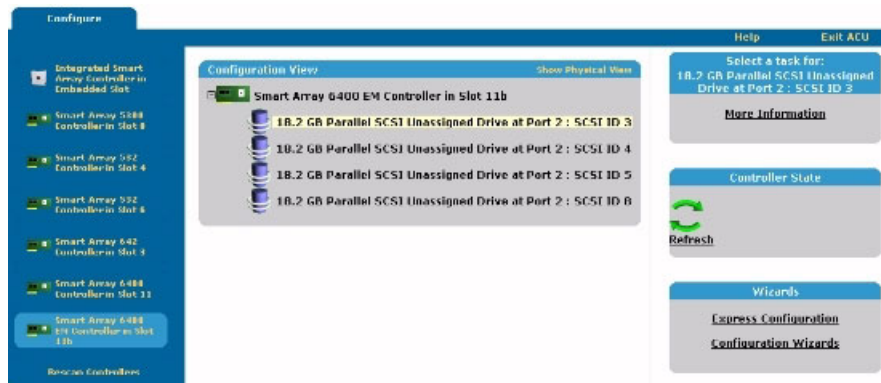 Configure
Help
Exit ACU
Integrated Smart
Array Controller in
Embedded Slot
Smart Array 5300
Controller in Slot 8
Smart Array 532
Controller in Slot 4
Smart Array 532
Controller in Slot 6
Smart Array 642
Controller in Slot 3
Smart Array 6400
Controller in Slot 11
Smart Array 6400
EM Controller in Slot
11b
Rescan Controllers
Configuration View
Show Physical View
Smart Array 6400 EM Controller in Slot 11b
18.2 GB Parallel SCSI Unassigned Drive at Port 2 : SCSI ID 3
18.2 GB Parallel SCSI Unassigned Drive at Port 2 : SCSI ID 4
18.2 GB Parallel SCSI Unassigned Drive at Port 2 : SCSI ID 5
18.2 GB Parallel SCSI Unassigned Drive at Port 2 : SCSI ID 8
Select a task for:
18.2 GB Parallel SCSI Unassigned
Drive at Port 2 : SCSI ID 3
More Information
Controller State
Refresh
Wizards
Express Configuration
Configuration Wizards